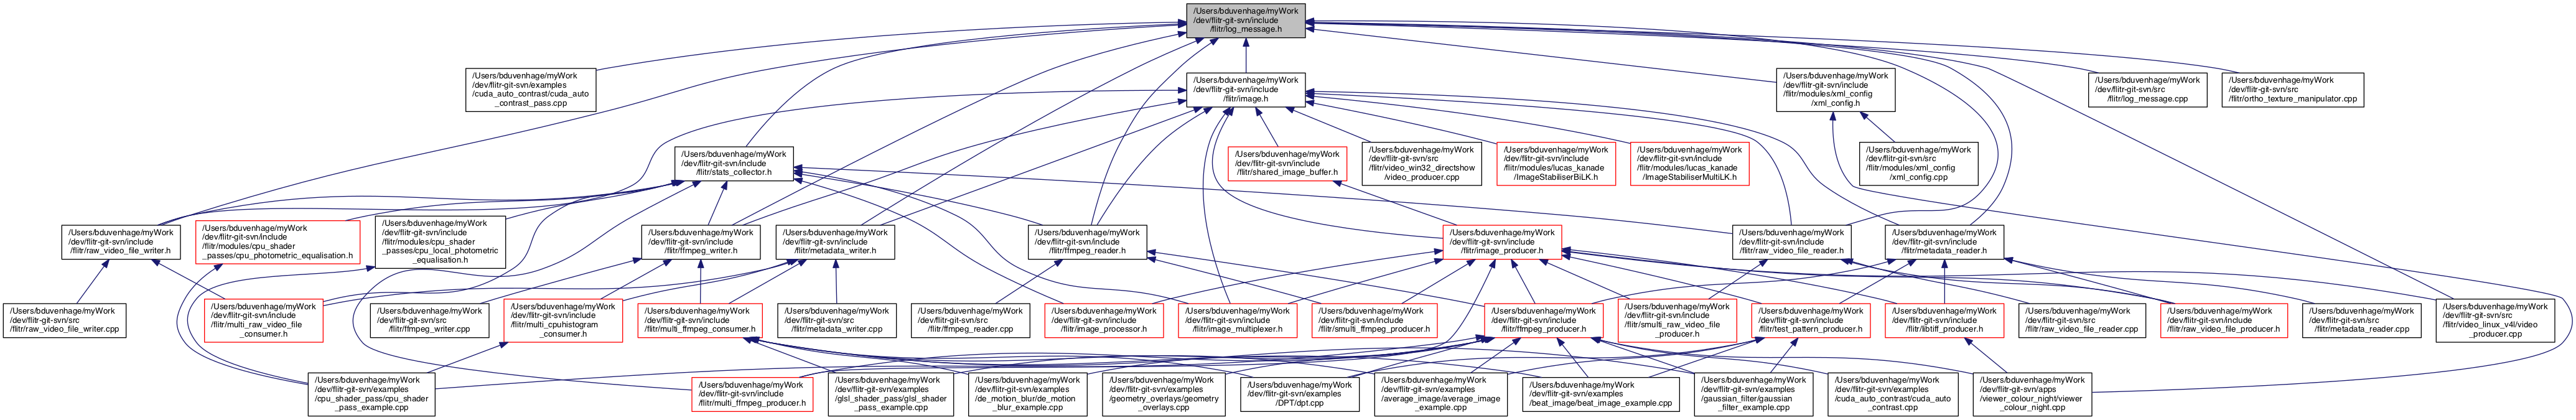 /Users/bduvenhage/myWork
/dev/flitr-git-svn/include
/flitr/log_message.h
/Users/bduvenhage/myWork
/dev/flitr-git-svn/examples
/cuda_auto_contrast/cuda_auto
_contrast_pass.cpp
/Users/bduvenhage/myWork
/dev/flitr-git-svn/include
/flitr/image.h
/Users/bduvenhage/myWork
/dev/flitr-git-svn/include
/flitr/modules/xml_config
/xml_config.h
/Users/bduvenhage/myWork
/dev/flitr-git-svn/src
/flitr/log_message.cpp
/Users/bduvenhage/myWork
/dev/flitr-git-svn/src
/flitr/ortho_texture_manipulator.cpp
/Users/bduvenhage/myWork
/dev/flitr-git-svn/include
/flitr/stats_collector.h
/Users/bduvenhage/myWork
/dev/flitr-git-svn/include
/flitr/shared_image_buffer.h
/Users/bduvenhage/myWork
/dev/flitr-git-svn/src
/flitr/video_win32_directshow
/video_producer.cpp
/Users/bduvenhage/myWork
/dev/flitr-git-svn/include
/flitr/modules/lucas_kanade
/ImageStabiliserBiLK.h
/Users/bduvenhage/myWork
/dev/flitr-git-svn/include
/flitr/modules/lucas_kanade
/ImageStabiliserMultiLK.h
/Users/bduvenhage/myWork
/dev/flitr-git-svn/src
/flitr/modules/xml_config
/xml_config.cpp
/Users/bduvenhage/myWork
/dev/flitr-git-svn/include
/flitr/raw_video_file_writer.h
/Users/bduvenhage/myWork
/dev/flitr-git-svn/include
/flitr/modules/cpu_shader
_passes/cpu_photometric_equalisation.h
/Users/bduvenhage/myWork
/dev/flitr-git-svn/include
/flitr/modules/cpu_shader
_passes/cpu_local_photometric
_equalisation.h
/Users/bduvenhage/myWork
/dev/flitr-git-svn/include
/flitr/ffmpeg_writer.h
/Users/bduvenhage/myWork
/dev/flitr-git-svn/include
/flitr/metadata_writer.h
/Users/bduvenhage/myWork
/dev/flitr-git-svn/include
/flitr/ffmpeg_reader.h
/Users/bduvenhage/myWork
/dev/flitr-git-svn/include
/flitr/image_producer.h
/Users/bduvenhage/myWork
/dev/flitr-git-svn/include
/flitr/raw_video_file_reader.h
/Users/bduvenhage/myWork
/dev/flitr-git-svn/include
/flitr/metadata_reader.h
/Users/bduvenhage/myWork
/dev/flitr-git-svn/src
/flitr/raw_video_file_writer.cpp
/Users/bduvenhage/myWork
/dev/flitr-git-svn/include
/flitr/multi_raw_video_file
_consumer.h
/Users/bduvenhage/myWork
/dev/flitr-git-svn/src
/flitr/ffmpeg_writer.cpp
/Users/bduvenhage/myWork
/dev/flitr-git-svn/include
/flitr/multi_cpuhistogram
_consumer.h
/Users/bduvenhage/myWork
/dev/flitr-git-svn/include
/flitr/multi_ffmpeg_consumer.h
/Users/bduvenhage/myWork
/dev/flitr-git-svn/src
/flitr/metadata_writer.cpp
/Users/bduvenhage/myWork
/dev/flitr-git-svn/src
/flitr/ffmpeg_reader.cpp
/Users/bduvenhage/myWork
/dev/flitr-git-svn/include
/flitr/image_processor.h
/Users/bduvenhage/myWork
/dev/flitr-git-svn/include
/flitr/image_multiplexer.h
/Users/bduvenhage/myWork
/dev/flitr-git-svn/include
/flitr/smulti_ffmpeg_producer.h
/Users/bduvenhage/myWork
/dev/flitr-git-svn/include
/flitr/ffmpeg_producer.h
/Users/bduvenhage/myWork
/dev/flitr-git-svn/include
/flitr/smulti_raw_video_file
_producer.h
/Users/bduvenhage/myWork
/dev/flitr-git-svn/include
/flitr/test_pattern_producer.h
/Users/bduvenhage/myWork
/dev/flitr-git-svn/include
/flitr/libtiff_producer.h
/Users/bduvenhage/myWork
/dev/flitr-git-svn/src
/flitr/raw_video_file_reader.cpp
/Users/bduvenhage/myWork
/dev/flitr-git-svn/include
/flitr/raw_video_file_producer.h
/Users/bduvenhage/myWork
/dev/flitr-git-svn/src
/flitr/metadata_reader.cpp
/Users/bduvenhage/myWork
/dev/flitr-git-svn/src
/flitr/video_linux_v4l/video
_producer.cpp
/Users/bduvenhage/myWork
/dev/flitr-git-svn/examples
/cpu_shader_pass/cpu_shader
_pass_example.cpp
/Users/bduvenhage/myWork
/dev/flitr-git-svn/include
/flitr/multi_ffmpeg_producer.h
/Users/bduvenhage/myWork
/dev/flitr-git-svn/examples
/glsl_shader_pass/glsl_shader
_pass_example.cpp
/Users/bduvenhage/myWork
/dev/flitr-git-svn/examples
/de_motion_blur/de_motion
_blur_example.cpp
/Users/bduvenhage/myWork
/dev/flitr-git-svn/examples
/geometry_overlays/geometry
_overlays.cpp
/Users/bduvenhage/myWork
/dev/flitr-git-svn/examples
/DPT/dpt.cpp
/Users/bduvenhage/myWork
/dev/flitr-git-svn/examples
/average_image/average_image
_example.cpp
/Users/bduvenhage/myWork
/dev/flitr-git-svn/examples
/beat_image/beat_image_example.cpp
/Users/bduvenhage/myWork
/dev/flitr-git-svn/examples
/gaussian_filter/gaussian
_filter_example.cpp
/Users/bduvenhage/myWork
/dev/flitr-git-svn/examples
/cuda_auto_contrast/cuda_auto
_contrast.cpp
/Users/bduvenhage/myWork
/dev/flitr-git-svn/apps
/viewer_colour_night/viewer
_colour_night.cpp